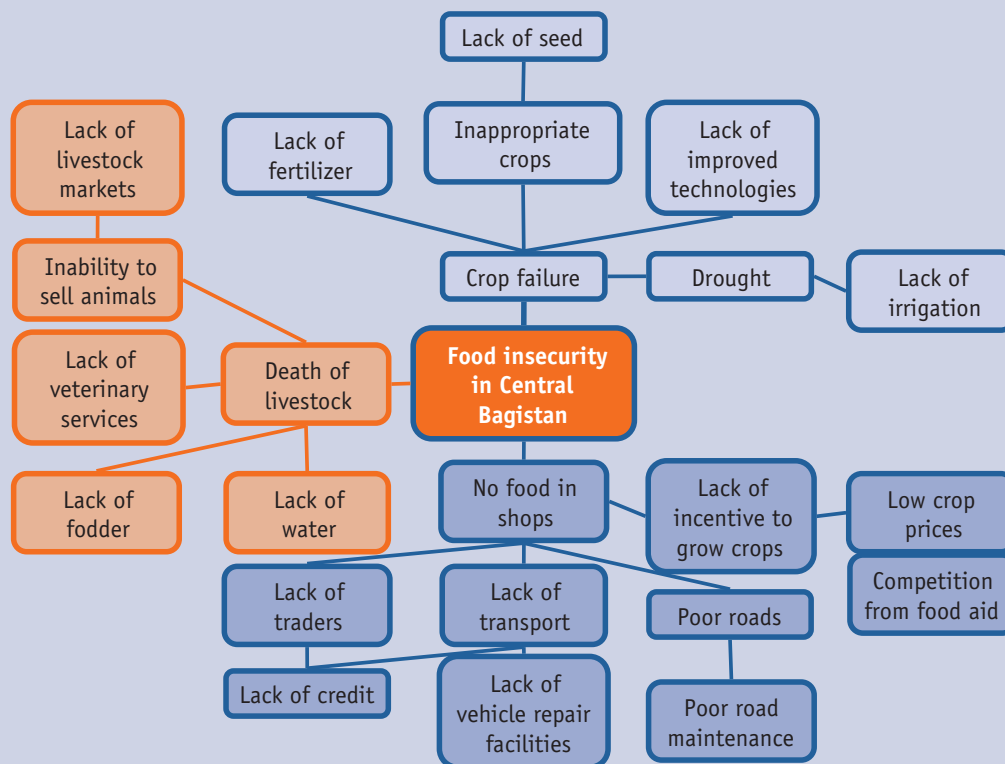 Lack of seed
Lack of
livestock
markets
Lack of
fertilizer
Inappropriate
crops
Lack of
improved
technologies
Inability to
sell animals
Crop failure
Drought
Lack of
irrigation
Lack of
veterinary
services
Death of
livestock
Food insecurity
in Central
Bagistan
Lack of
fodder
Lack of
water
No food in
shops
Lack of
incentive to
grow crops
Low crop
prices
Competition
from food aid
Lack of
traders
Lack of
transport
Poor roads
Lack of credit
Lack of
vehicle repair
facilities
Poor road
maintenance